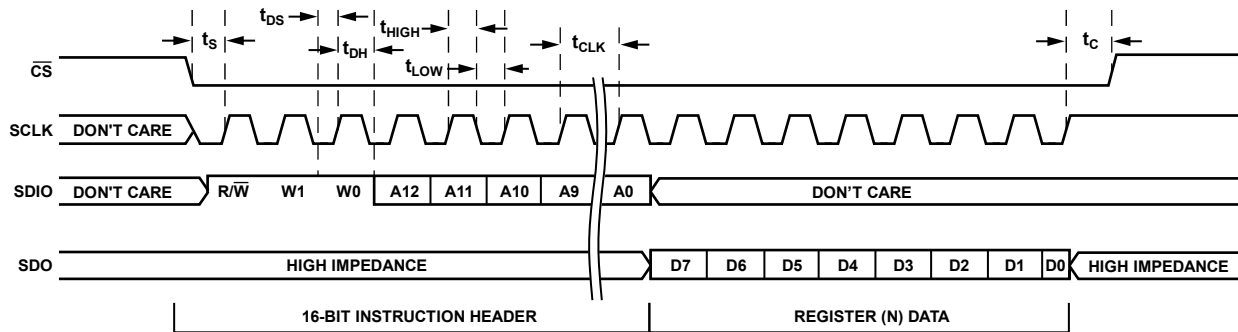 tDS
tHIGH
tS
tDH
tCLK
tC
tLOW
CS
SCLK DON'T CARE
SDIO DON'T CARE R/W W1 W0 A12 A11 A10 A9 A0 DON'T CARE
SDO HIGH IMPEDANCE D7 D6 D5 D4 D3 D2 D1 D0 HIGH IMPEDANCE
16-BIT INSTRUCTION HEADER REGISTER (N) DATA